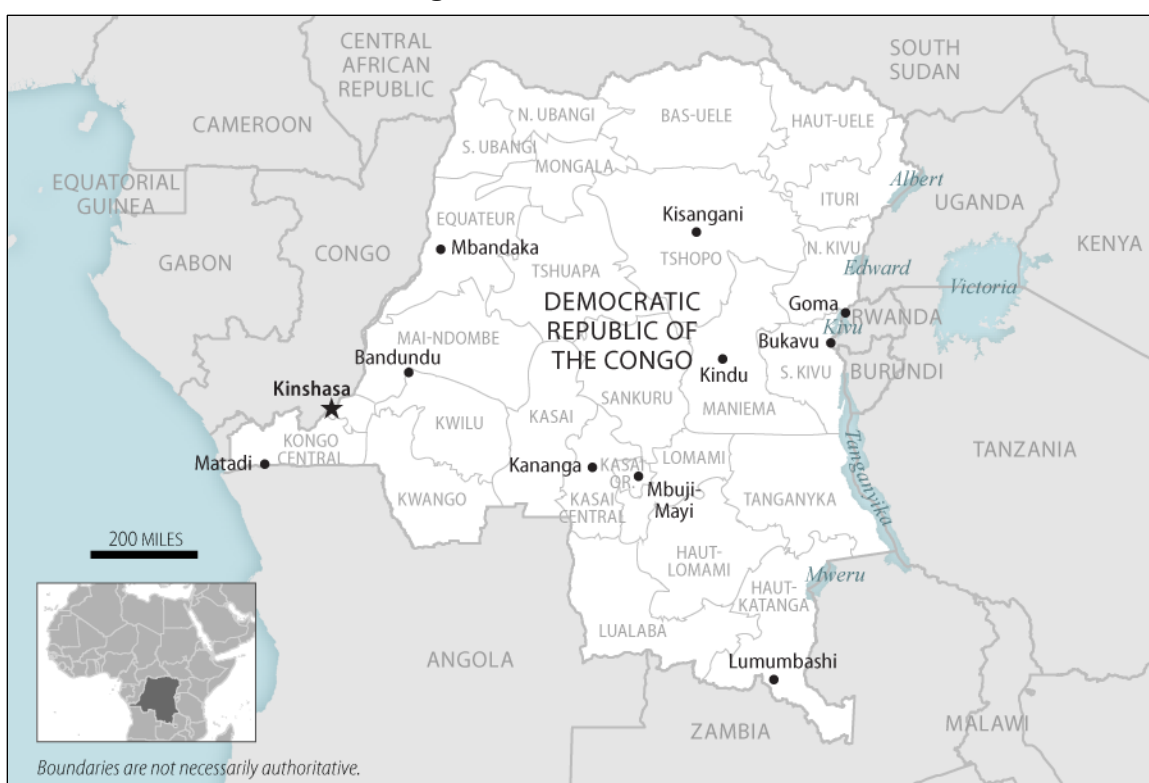 CENTRAL
AFRICAN
REPUBLIC
SOUTH
SUDAN
CAMEROON
N. UBANGI
BAS-UELE
HAUT-UELE
S. UBANGI
MONGALA
EQUATORIAL
GUINEA
Albert
ITURI
UGANDA
EQUATEUR
Kisangani
KENYA
Mbandaka
CONGO
GABON
TSHUAPA
TSHOPO
N. KIVU
Edward
Victoria
DEMOCRATIC
REPUBLIC OF
THE CONGO
Goma
Kivu
RWANDA
MAI-NDOMBE
Bandundu
Bukavu
Kindu
S. KIVU
BURUNDI
Kinshasa
SANKURU
MANIEMA
KASAI
KWILU
KONGO
CENTRAL
Matadi
TANZANIA
Tanganyika
Kananga
KASAI
OR.
LOMAMI
Mbuji-
Mayi
KWANGO
KASAI
CENTRAL
TANGANYKA
200 MILES
HAUT-
LOMAMI
Mweru
HAUT-
KATANGA
LUALABA
ANGOLA
Lumumbashi
ZAMBIA
MALAWI
Boundaries are not necessarily authoritative.